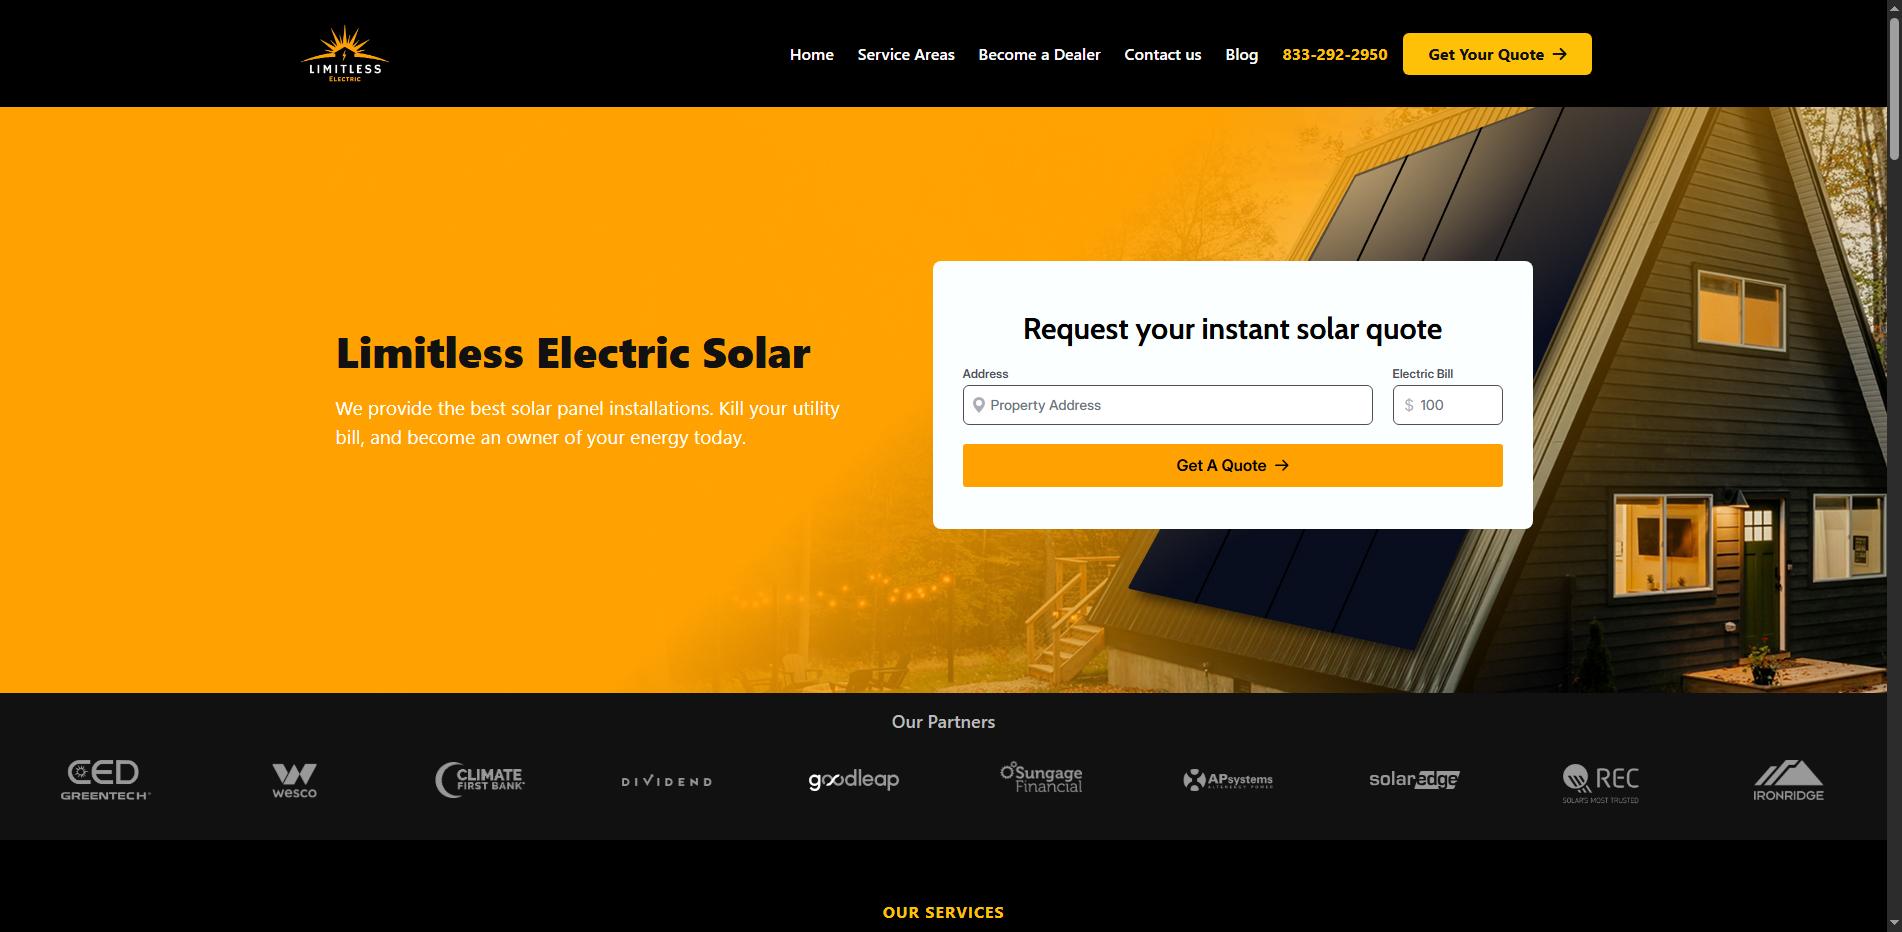 LIMITLESS
ELECTRIC
Home
Service Areas
Become a Dealer
Contact us
Blog
833-292-2950
Get Your Quote →
Limitless Electric Solar
We provide the best solar panel installations. Kill your utility
bill, and become an owner of your energy today.
Request your instant solar quote
Address
Electric Bill
Property Address
$ 100
Get A Quote →
Our Partners
CED
GREENTECH
wesco
CLIMATE
FIRST BANK
DIVIDEND
goodleap
Sungage
Financial
APsystems
ALTENERGY POWER
solaredge
REC
SOLAR'S MOST TRUSTED
IRONRIDGE
OUR SERVICES